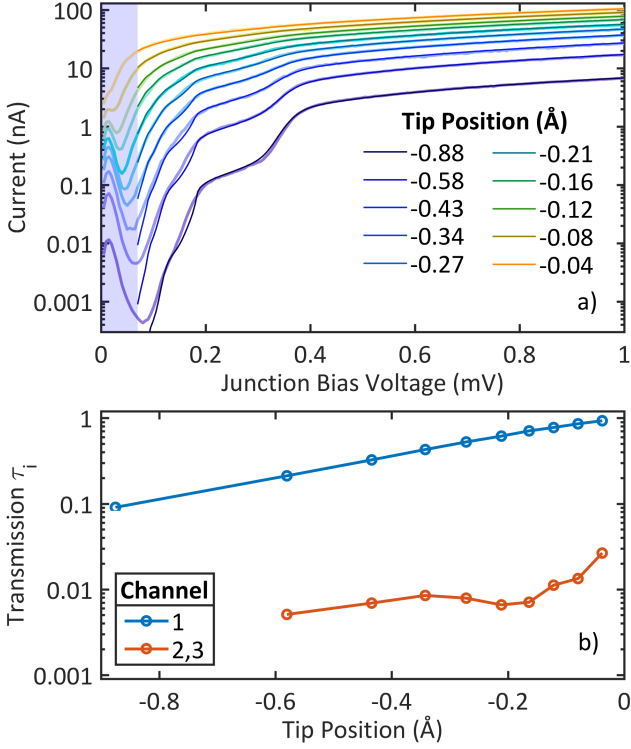 100
10
1
0.1
0.01
0.001
Current (nA)
Tip Position (Å)
-0.88 -0.21
-0.58 -0.16
-0.43 -0.12
-0.34 -0.08
-0.27 -0.04
a)
0 0.2 0.4 0.6 0.8 1
Junction Bias Voltage (mV)
1
0.1
0.01
0.001
Transmission τi
Channel
1
2,3
b)
-0.8 -0.6 -0.4 -0.2 0
Tip Position (Å)